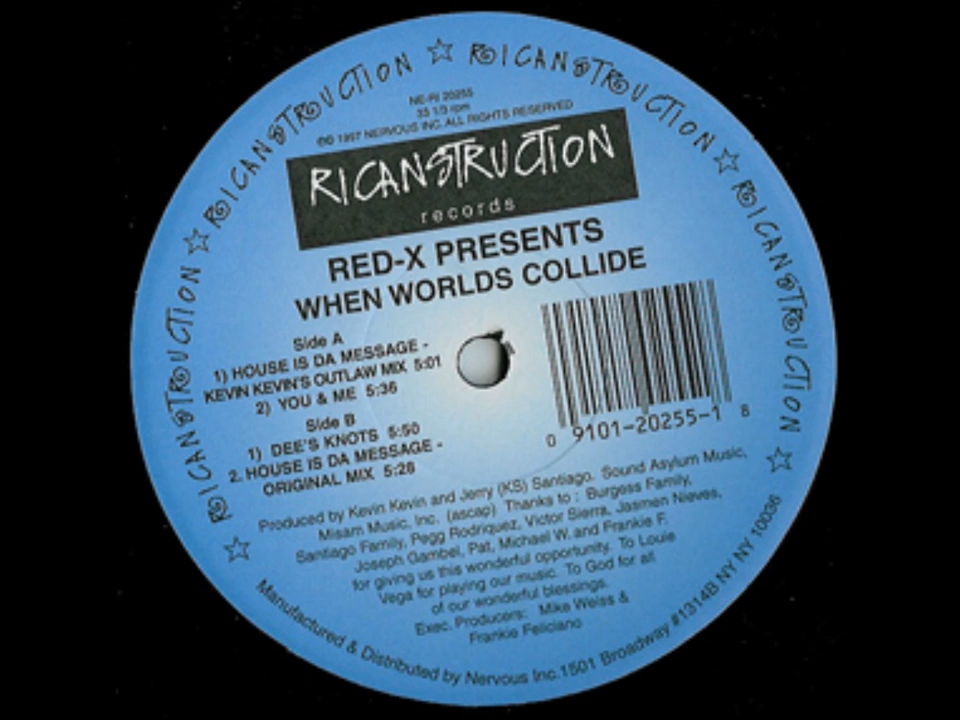 RICANSTRUCTION ☆ RICANSTRUCTION ☆ RICANSTRUCTION ☆ RICANSTRUCTION ☆
NE-RI 20255
33 1/3 rpm
℗© 1997 NERVOUS INC. ALL RIGHTS RESERVED
RICANSTRUCTION
records
RED-X PRESENTS
WHEN WORLDS COLLIDE
Side A
1) HOUSE IS DA MESSAGE -
KEVIN KEVIN'S OUTLAW MIX 5:01
2) YOU & ME 5:36
Side B
1) DEE'S KNOTS 5:50
2. HOUSE IS DA MESSAGE -
ORIGINAL MIX 5:28
0 9101-20255-1 8
Produced by Kevin Kevin and Jerry (KS) Santiago. Sound Asylum Music,
Misam Music, Inc. (ascap) Thanks to : Burgess Family,
Santiago Family, Pegg Rodriquez, Victor Sierra, Jasmen Nieves,
Joseph Gambel, Pat, Michael W. and Frankie F.
for giving us this wonderful opportunity. To Louie
Vega for playing our music. To God for all
of our wonderful blessings.
Exec. Producers: Mike Weiss &
Frankie Feliciano
Manufactured & Distributed by Nervous Inc. 1501 Broadway #1314B NY NY 10036